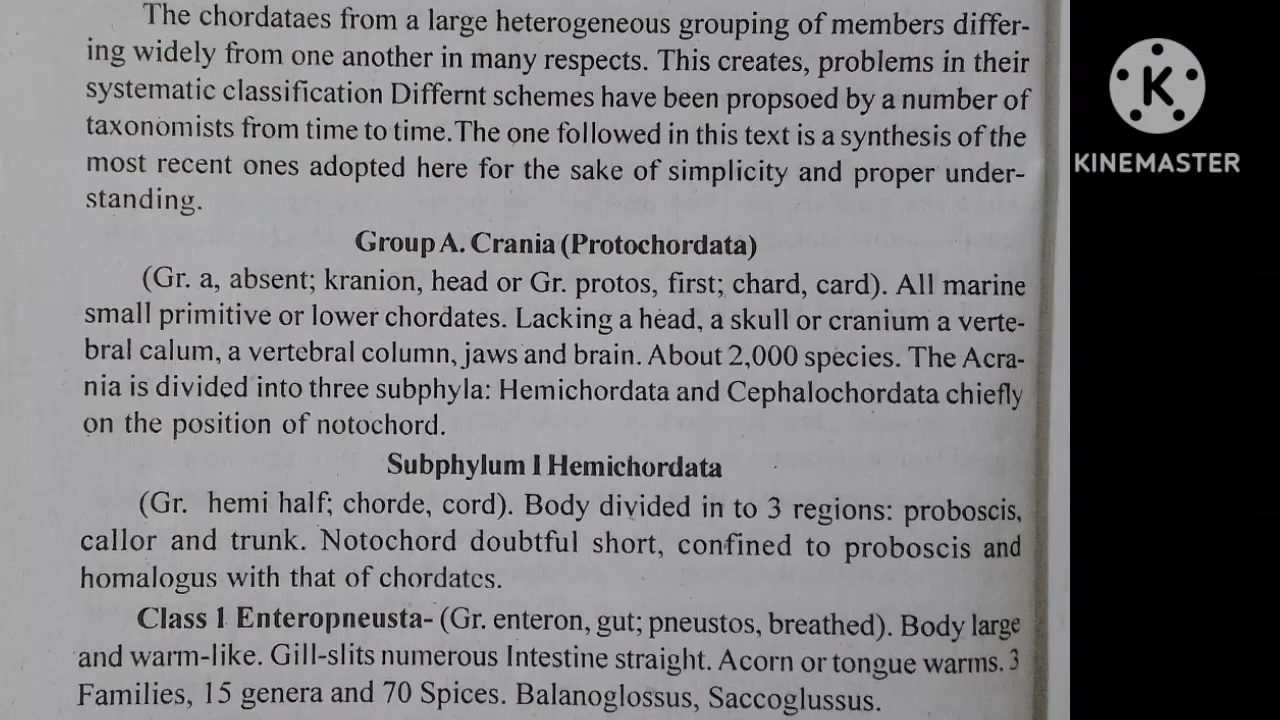 The chordataes from a large heterogeneous grouping of members differ-
ing widely from one another in many respects. This creates, problems in their
systematic classification Differnt schemes have been propsoed by a number of
taxonomists from time to time. The one followed in this text is a synthesis of the
most recent ones adopted here for the sake of simplicity and proper under-
standing.
Group A. Crania (Protochordata)
(Gr. a, absent; kranion, head or Gr. protos, first; chard, card). All marine
small primitive or lower chordates. Lacking a head, a skull or cranium a verte-
bral calum, a vertebral column, jaws and brain. About 2,000 species. The Acra-
nia is divided into three subphyla: Hemichordata and Cephalochordata chiefly
on the position of notochord.
Subphylum I Hemichordata
(Gr. hemi half; chorde, cord). Body divided in to 3 regions: proboscis,
callor and trunk. Notochord doubtful short, confined to proboscis and
homalogus with that of chordates.
Class 1 Enteropneusta- (Gr. enteron, gut; pneustos, breathed). Body large
and warm-like. Gill-slits numerous Intestine straight. Acorn or tongue warms. 3
Families, 15 genera and 70 Spices. Balanoglossus, Saccoglussus.
K
KINEMASTER